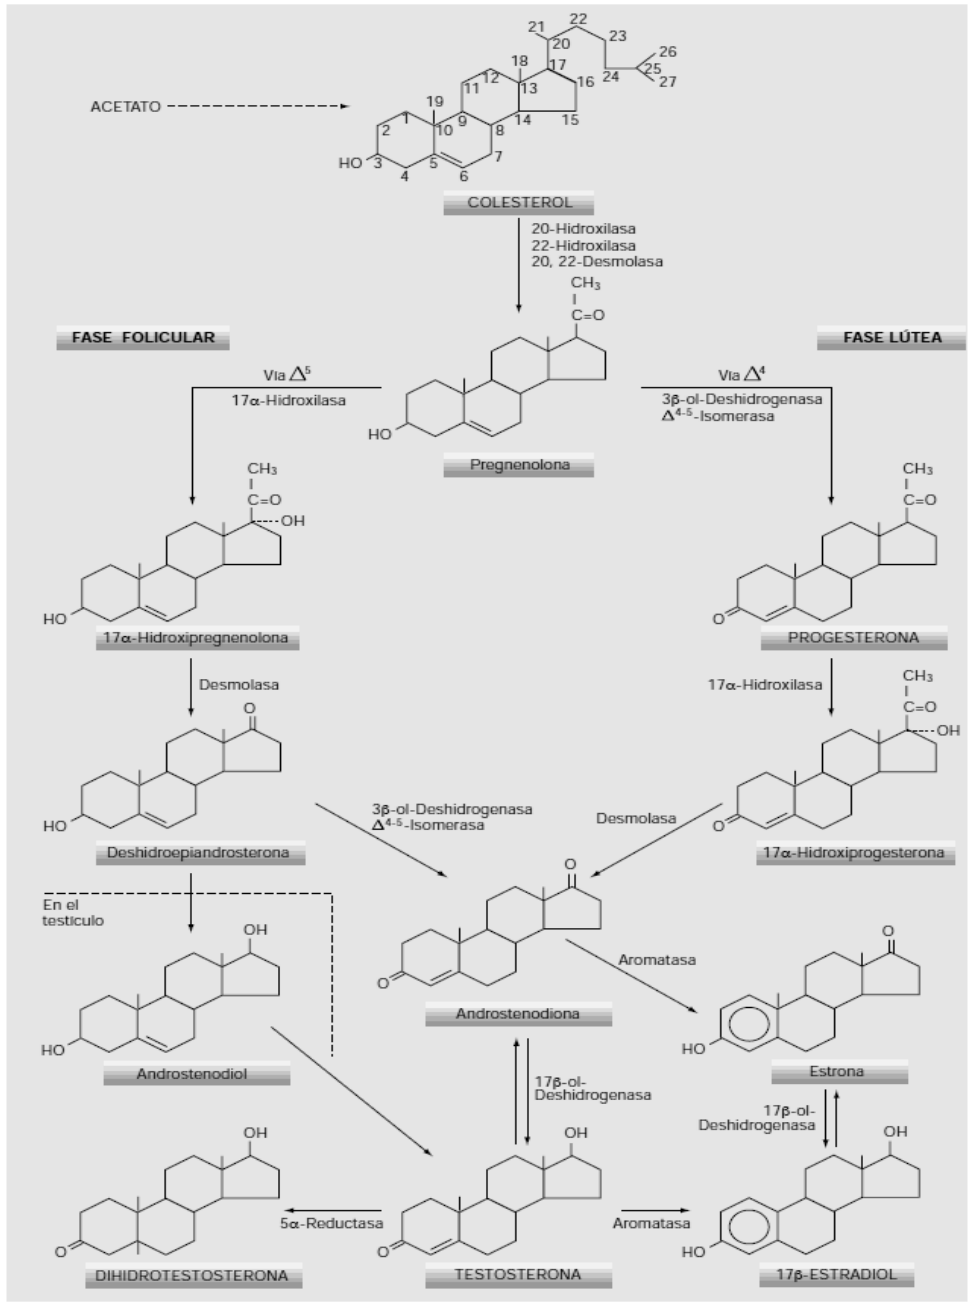 21
22
20
23
26
24
25
27
18
17
12
16
11
13
ACETATO
19
1
9
14
15
2
10
8
HO
3
5
7
4
6
COLESTEROL
20-Hidroxilasa
22-Hidroxilasa
20, 22-Desmolasa
CH3
C=O
FASE FOLICULAR
FASE LÚTEA
Vía Δ5
17α-Hidroxilasa
Vía Δ4
3β-ol-Deshidrogenasa
Δ4-5-Isomerasa
HO
Pregnenolona
CH3
C=O
OH
HO
17α-Hidroxipregnenolona
CH3
C=O
O
PROGESTERONA
Desmolasa
17α-Hidroxilasa
O
HO
Deshidroepiandrosterona
3β-ol-Deshidrogenasa
Δ4-5-Isomerasa
Desmolasa
CH3
C=O
OH
O
17α-Hidroxiprogesterona
En el
testículo
OH
HO
Androstenodiol
O
O
Androstenodiona
Aromatasa
O
HO
Estrona
17β-ol-
Deshidrogenasa
17β-ol-
Deshidrogenasa
OH
O
DIHIDROTESTOSTERONA
5α-Reductasa
OH
O
TESTOSTERONA
Aromatasa
OH
HO
17β-ESTRADIOL